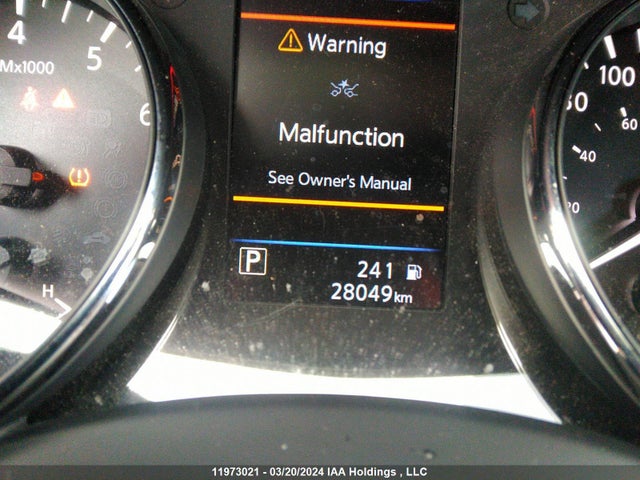 4
5
6
Mx1000
H
Warning
Malfunction
See Owner's Manual
P
241
28049km
100
80
60
40
20
11973021 - 03/20/2024 IAA Holdings , LLC